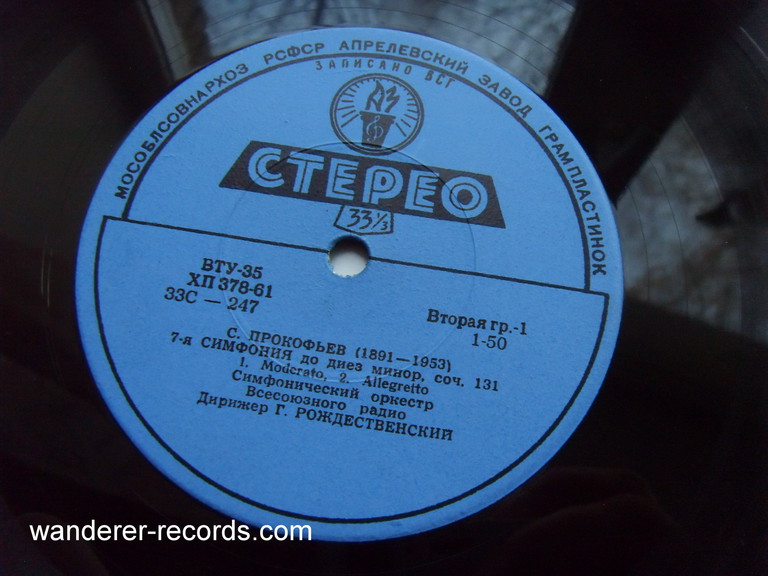 МОСОБЛСОВНАРХОЗ РСФСР АПРЕЛЕВСКИЙ ЗАВОД ГРАМПЛАСТИНОК
ЗАПИСАНО ВСГ
АЗ
СТЕРЕО
33⅓
ВТУ-35
ХП 378-61
33С — 247
Вторая гр.-1
1-50
С. ПРОКОФЬЕВ (1891—1953)
7-я СИМФОНИЯ до диез минор, соч. 131
1. Moderato, 2. Allegretto
Симфонический оркестр
Всесоюзного радио
Дирижер Г. РОЖДЕСТВЕНСКИЙ
wanderer-records.com